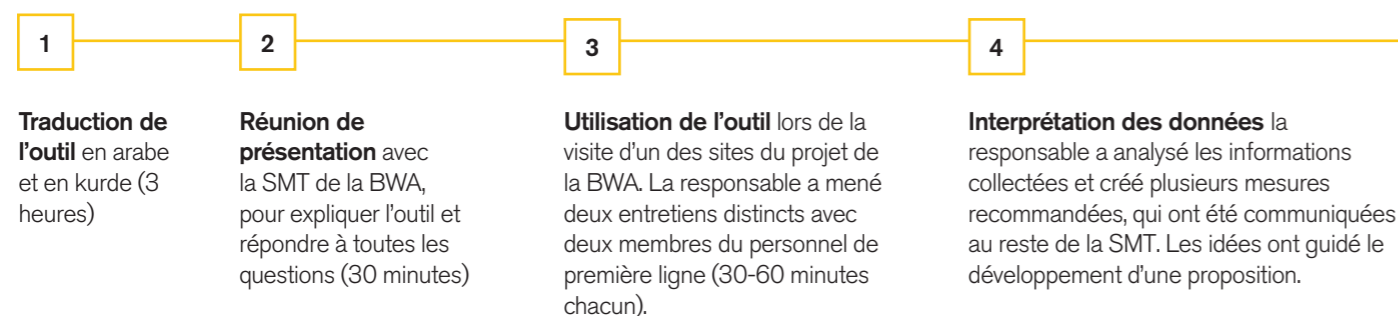 1
Traduction de
l’outil en arabe
et en kurde (3
heures)
2
Réunion de
présentation avec
la SMT de la BWA,
pour expliquer l’outil et
répondre à toutes les
questions (30 minutes)
3
Utilisation de l’outil lors de la
visite d’un des sites du projet de
la BWA. La responsable a mené
deux entretiens distincts avec
deux membres du personnel de
première ligne (30-60 minutes
chacun).
4
Interprétation des données la
responsable a analysé les informations
collectées et créé plusieurs mesures
recommandées, qui ont été communiquées
au reste de la SMT. Les idées ont guidé le
développement d’une proposition.